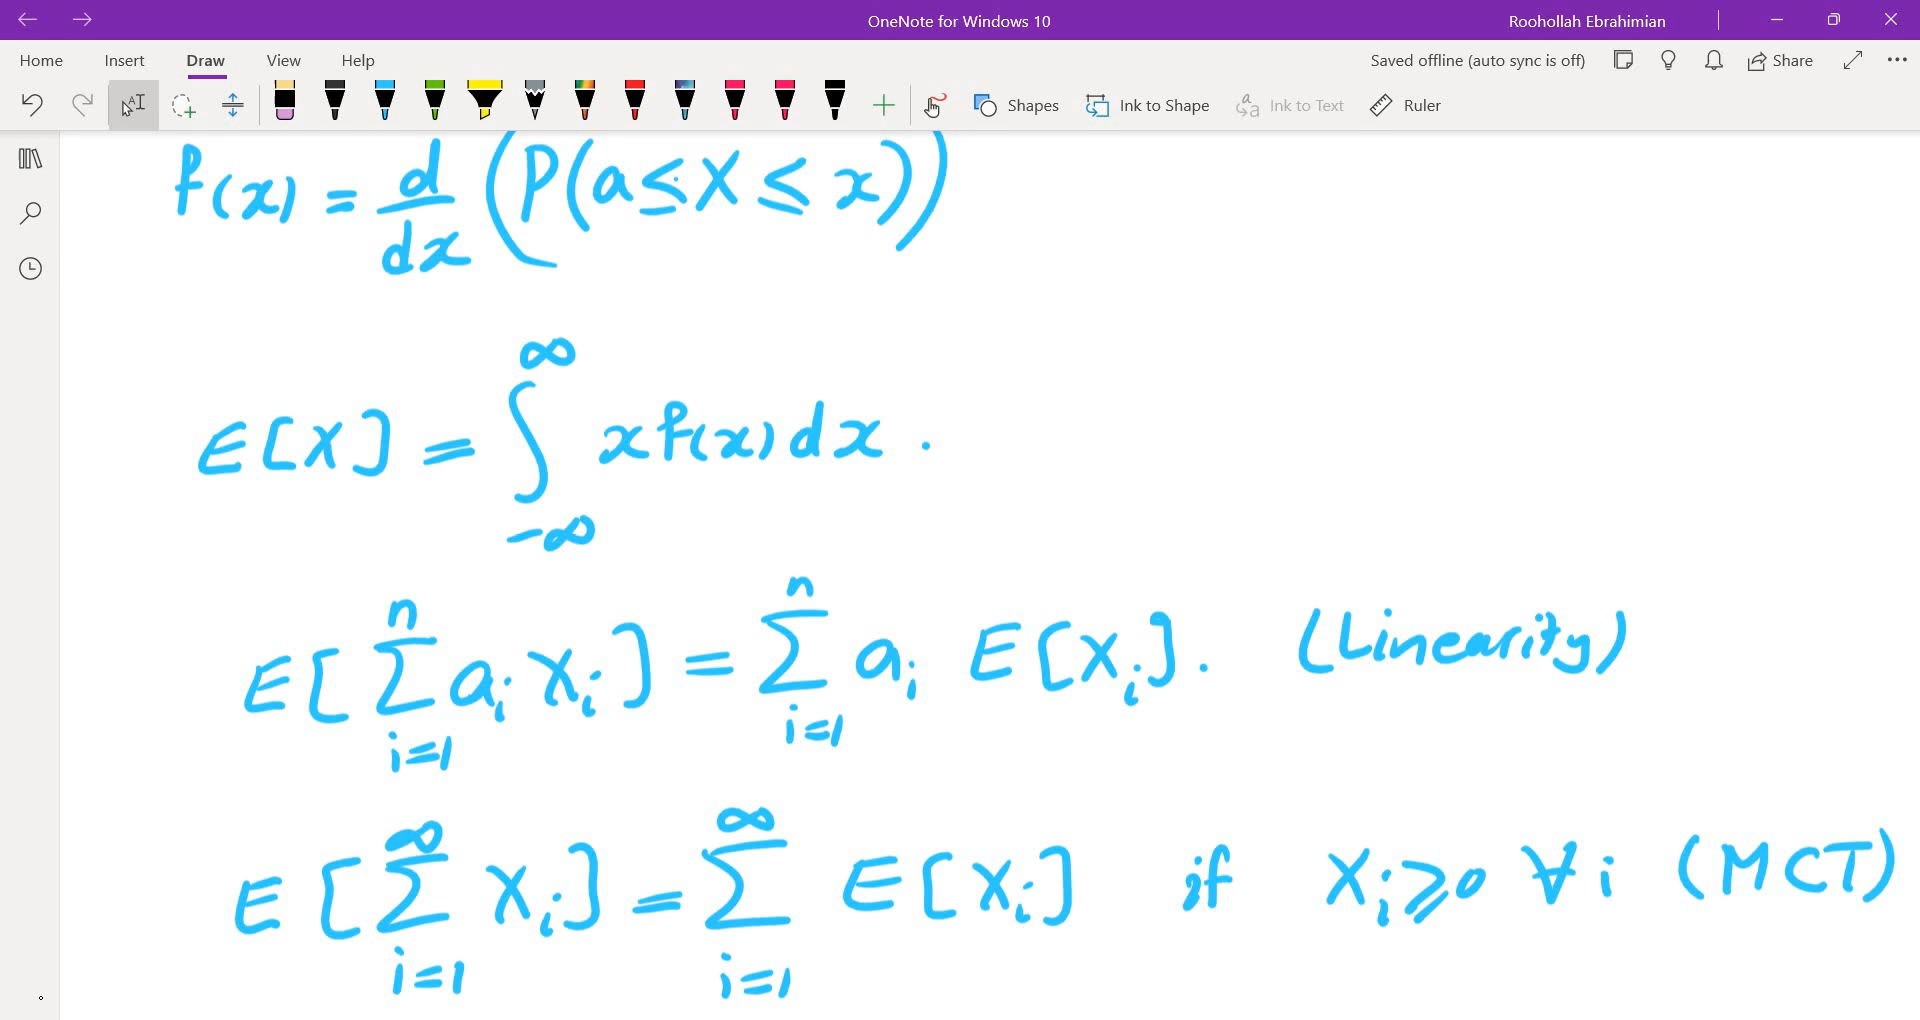 OneNote for Windows 10
Roohollah Ebrahimian
Home Insert Draw View Help
Saved offline (auto sync is off) Share
Shapes Ink to Shape Ink to Text Ruler
f(x) = d/dx (P(a ≤ X ≤ x))
E[X] = ∫_{-∞}^{∞} x f(x) dx .
E[∑_{i=1}^{n} a_i X_i] = ∑_{i=1}^{n} a_i E[X_i]. (Linearity)
E[∑_{i=1}^{∞} X_i] = ∑_{i=1}^{∞} E[X_i] if X_i ⩾ 0 ∀ i (MCT)